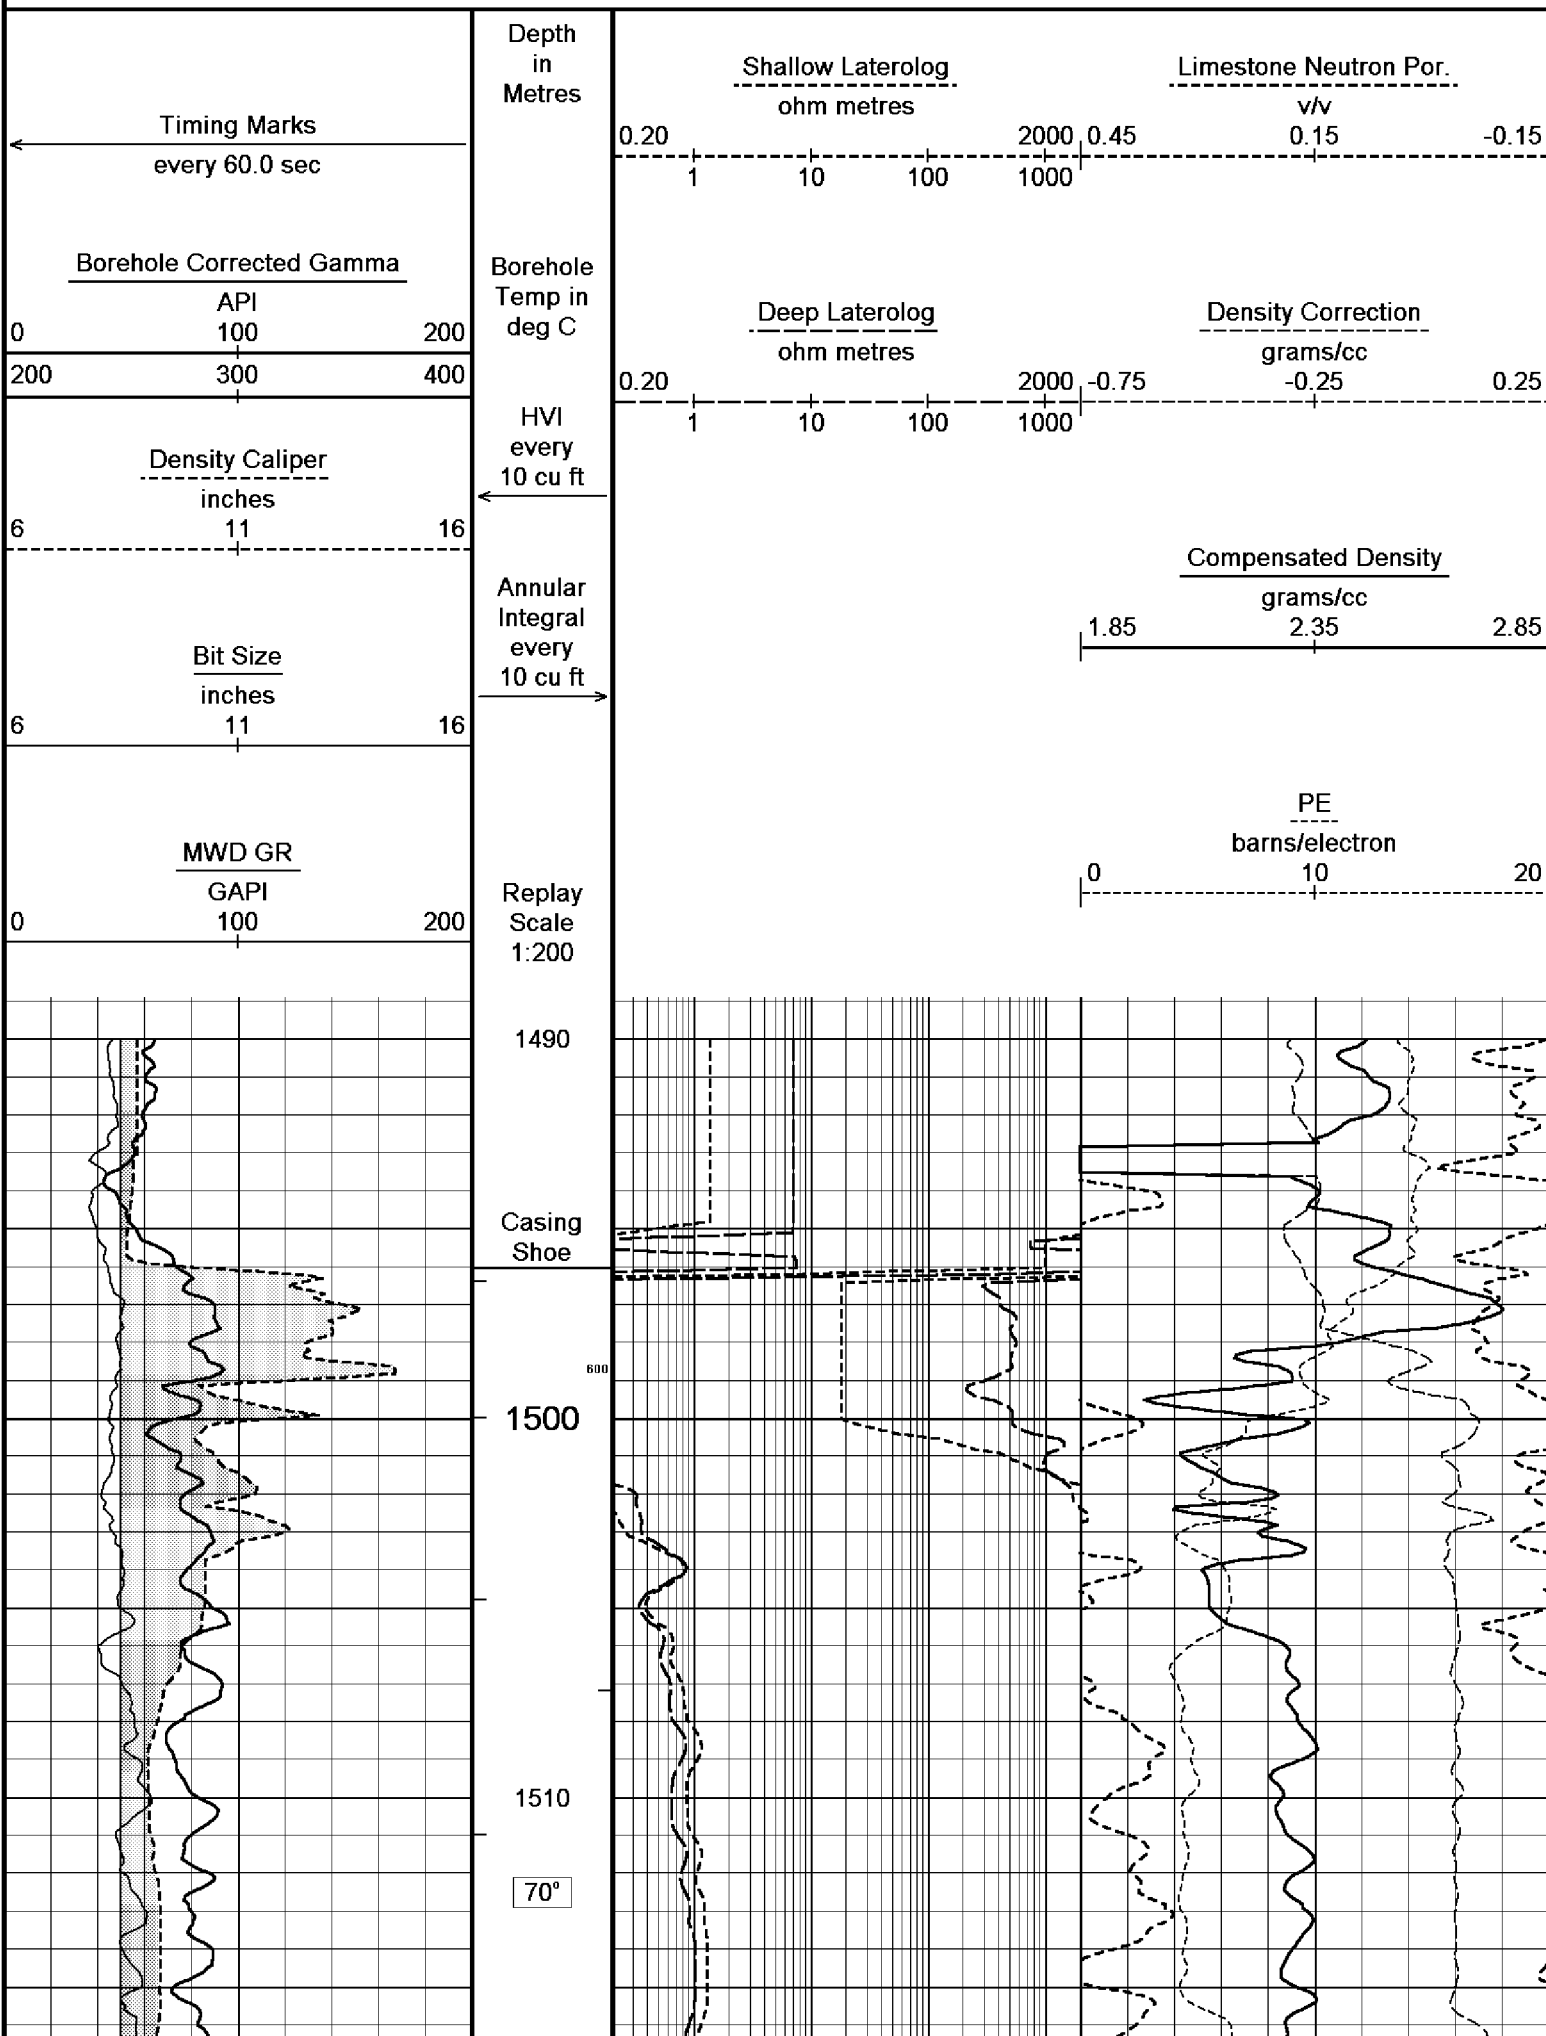 Timing Marks
every 60.0 sec
Borehole Corrected Gamma
API
0 100 200
200 300 400
Density Caliper
inches
6 11 16
Bit Size
inches
6 11 16
MWD GR
GAPI
0 100 200
Depth
in
Metres
Borehole
Temp in
deg C
HVI
every
10 cu ft
Annular
Integral
every
10 cu ft
Replay
Scale
1:200
Shallow Laterolog
ohm metres
0.20 2000
1 10 100 1000
Deep Laterolog
ohm metres
0.20 2000
1 10 100 1000
Limestone Neutron Por.
v/v
0.45 0.15 -0.15
Density Correction
grams/cc
-0.75 -0.25 0.25
Compensated Density
grams/cc
1.85 2.35 2.85
PE
barns/electron
0 10 20
1490
Casing
Shoe
600
1500
1510
70°